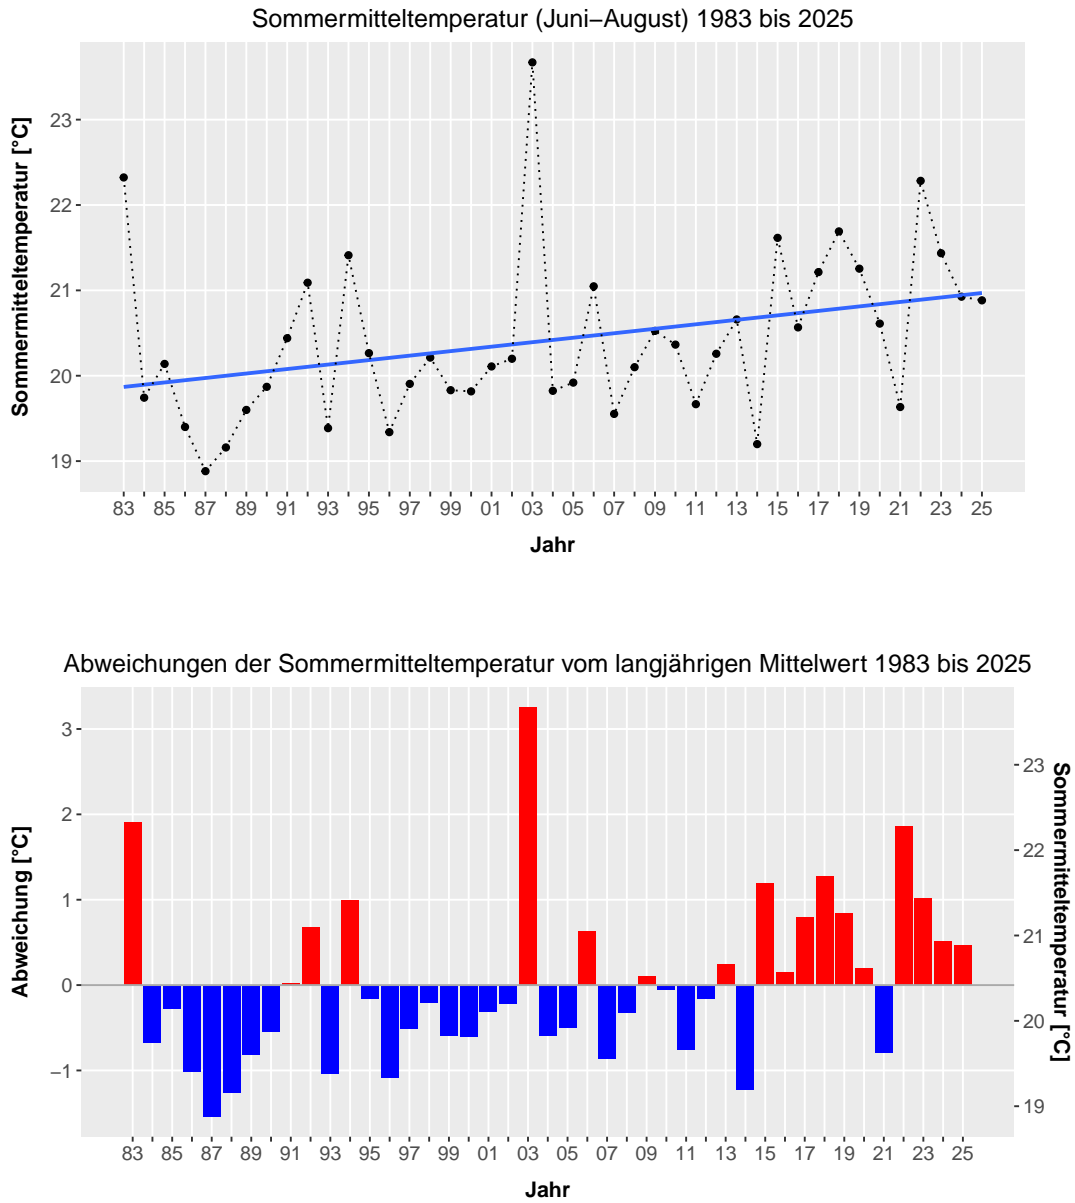 Sommermitteltemperatur (Juni−August) 1983 bis 2025
Sommermitteltemperatur [°C]
23
22
21
20
19
83 85 87 89 91 93 95 97 99 01 03 05 07 09 11 13 15 17 19 21 23 25
Jahr
Abweichungen der Sommermitteltemperatur vom langjährigen Mittelwert 1983 bis 2025
Abweichung [°C]
3
2
1
0
−1
23
22
21
20
19
Sommermitteltemperatur [°C]
83 85 87 89 91 93 95 97 99 01 03 05 07 09 11 13 15 17 19 21 23 25
Jahr